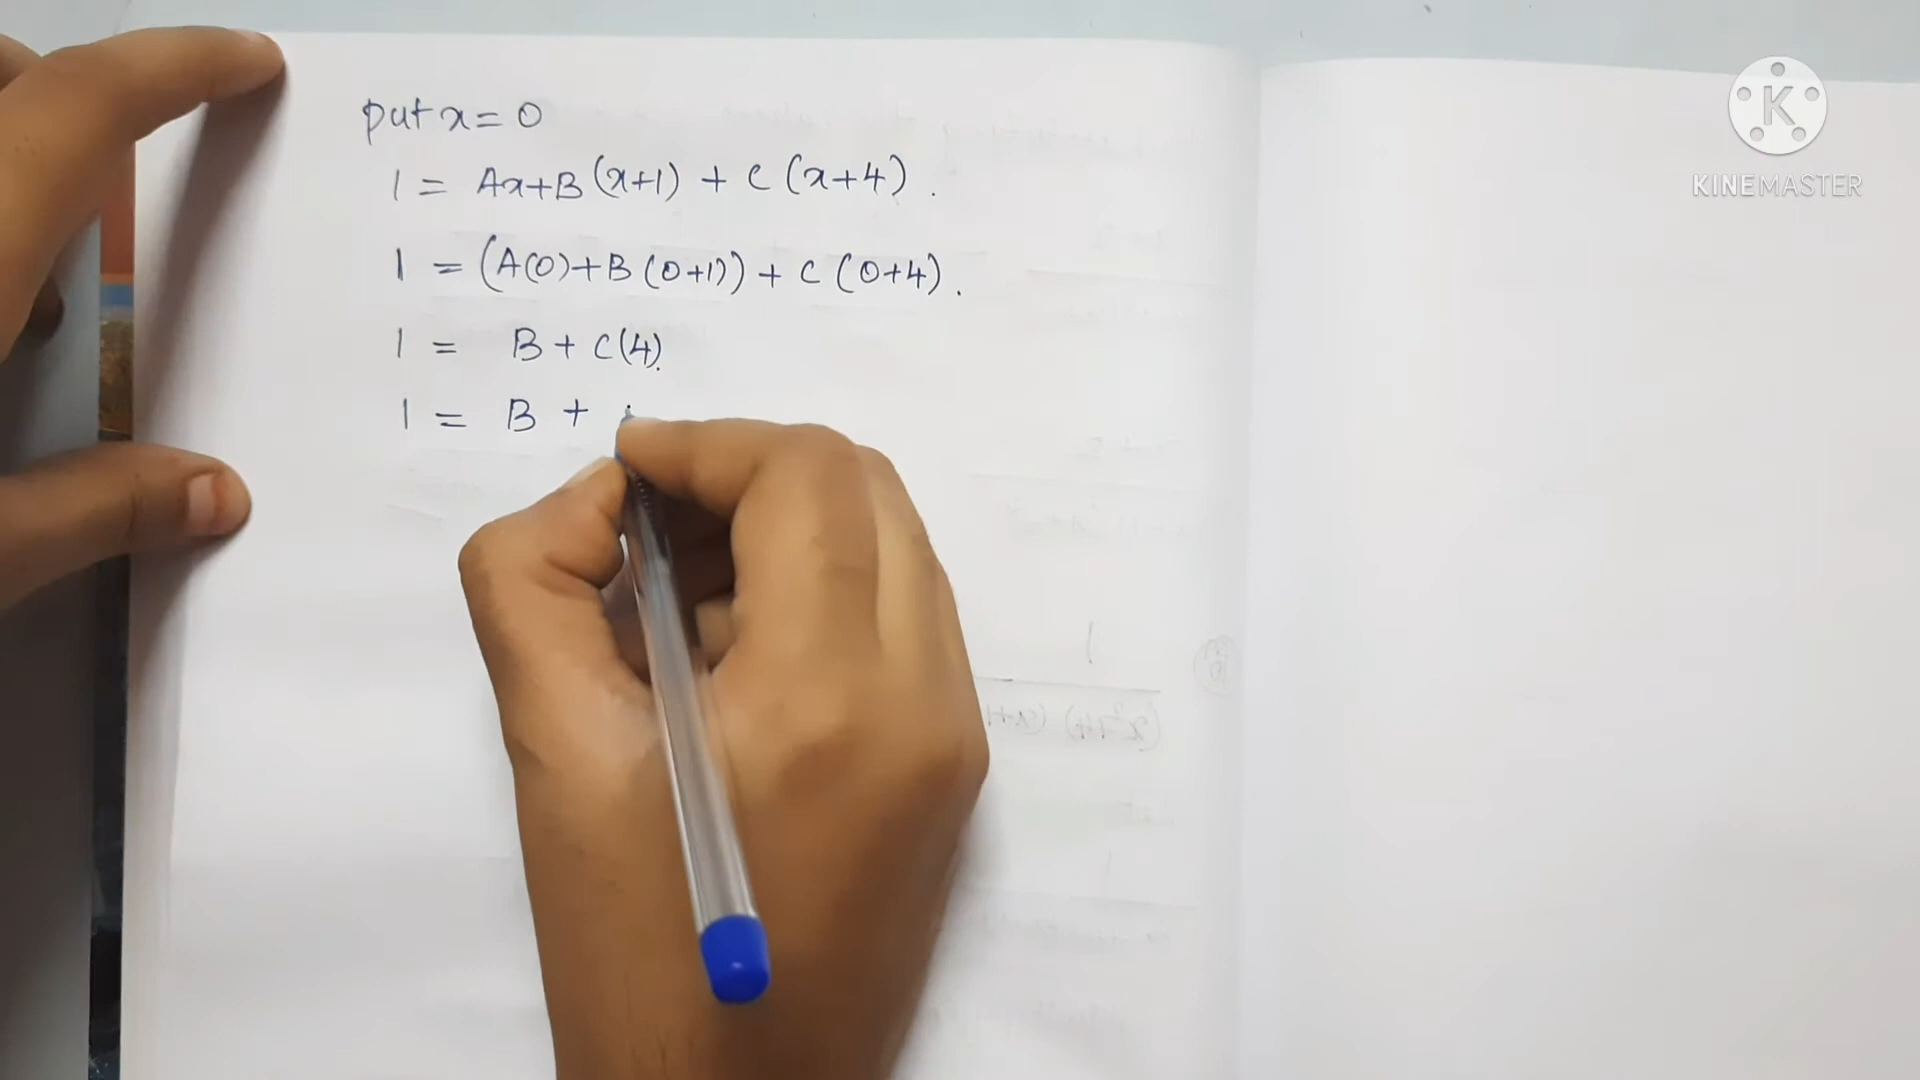 put x = 0
1 = Ax+B (x+1) + C (x+4) .
1 = (A(0)+B (0+1)) + C (0+4) .
1 = B + C(4).
1 = B +
K
KINEMASTER